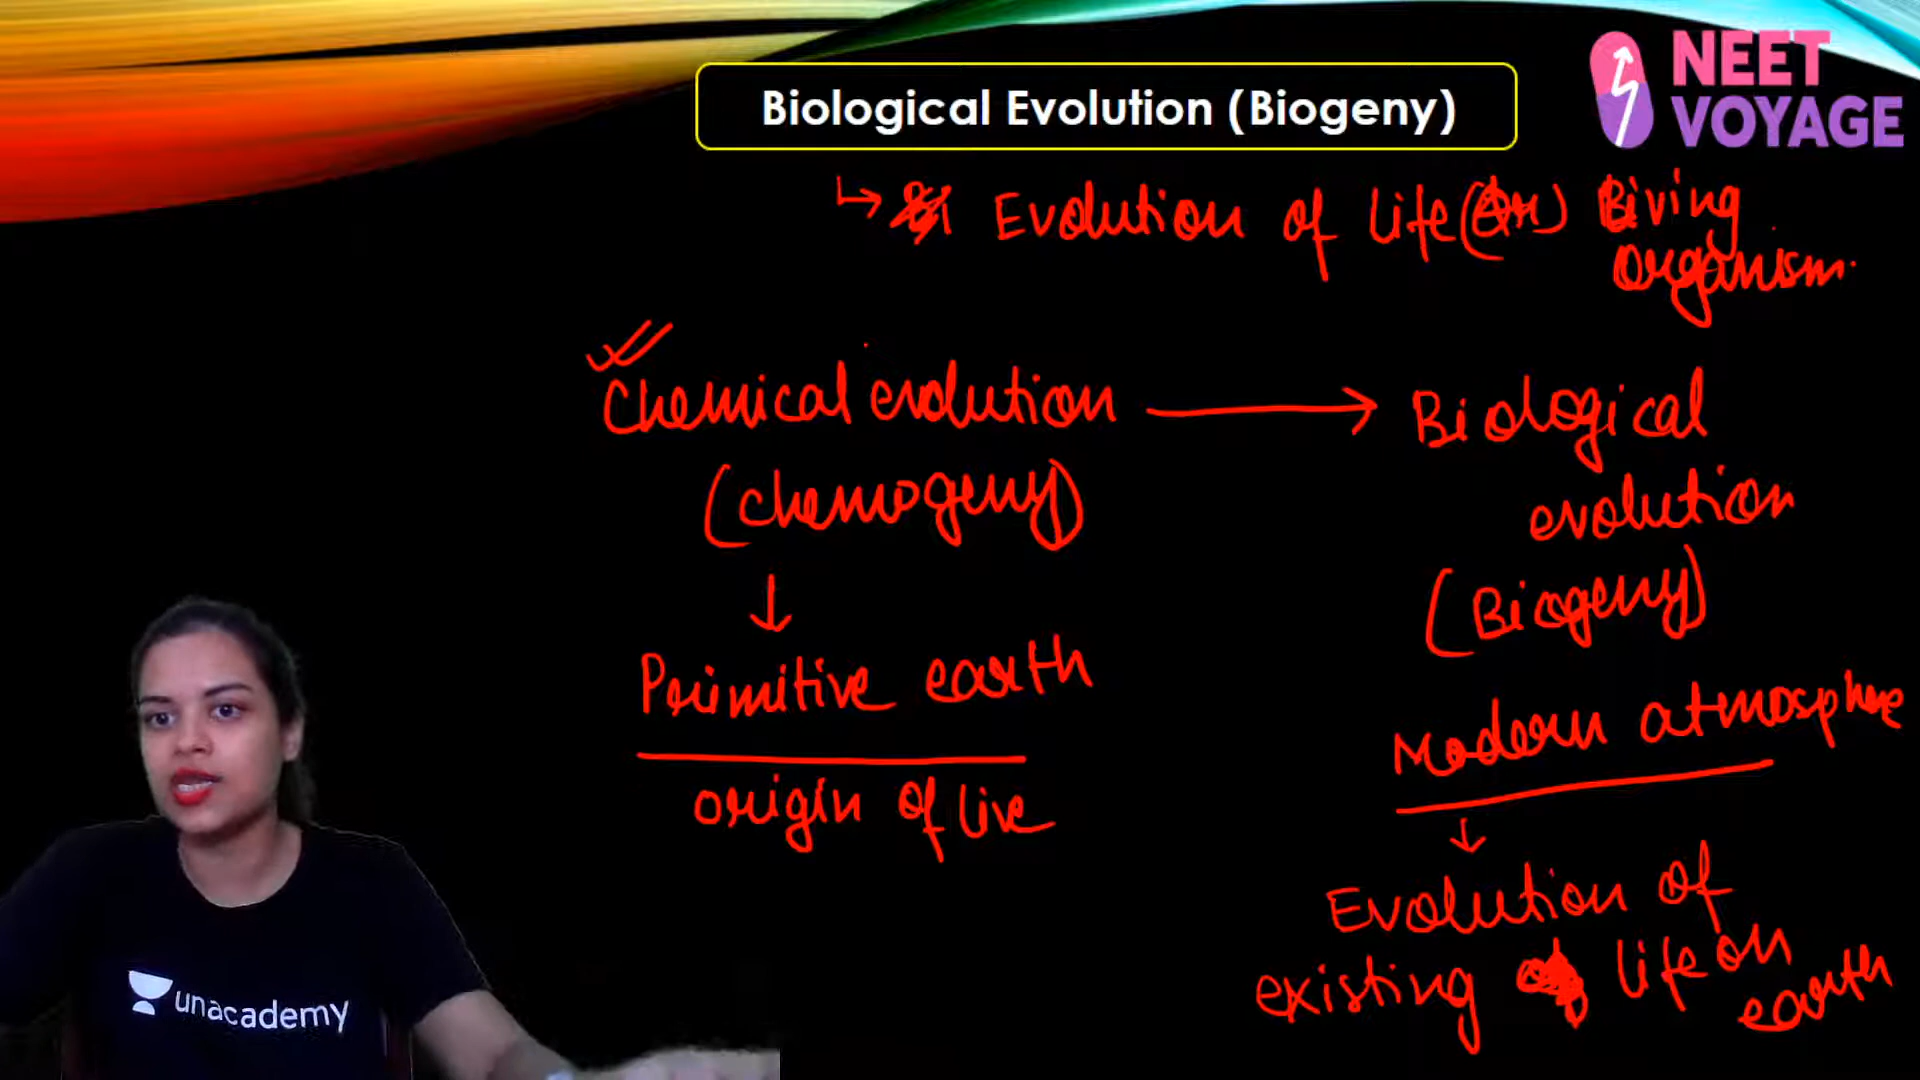 Biological Evolution (Biogeny)
NEET
VOYAGE
Evolution of Life (or) Living
Organism.
Chemical evolution → Biological
evolution
(chemogeny)
(Biogeny)
↓
Primitive earth
Modern atmosphere
origin of live
↓
Evolution of
existing life on
earth
unacademy